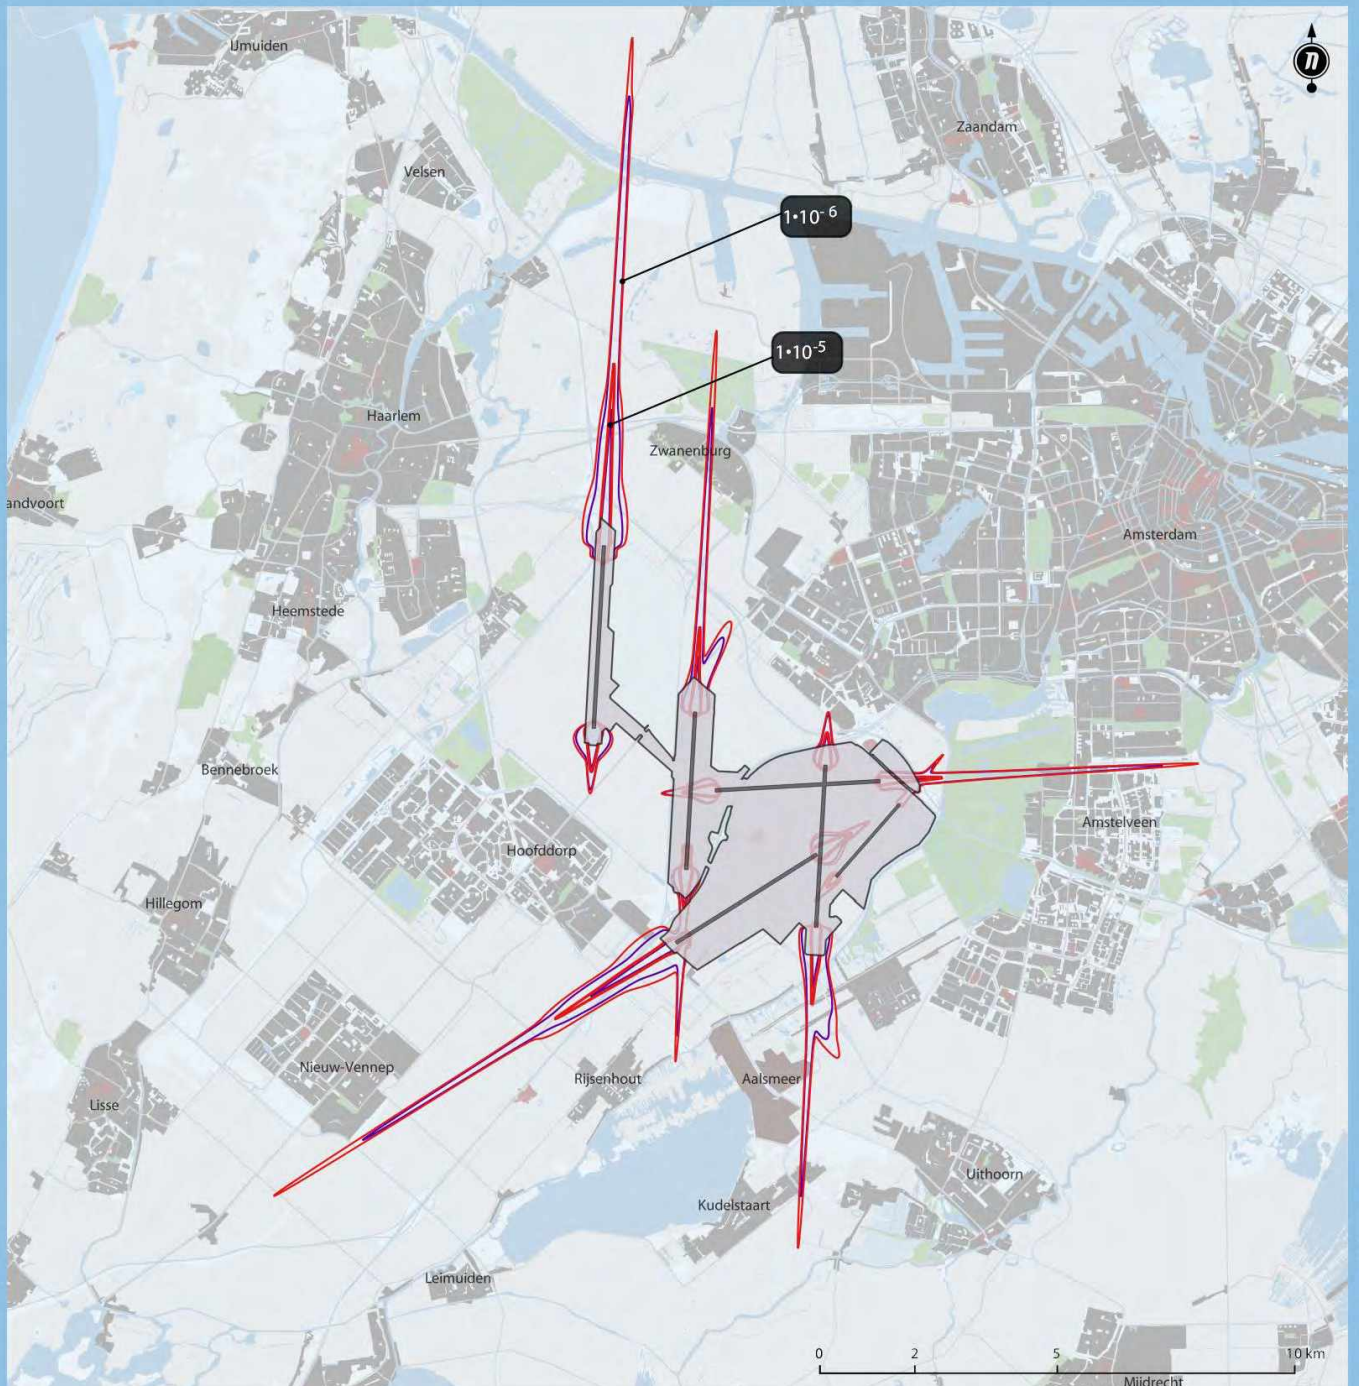 IJmuiden
n
Zaandam
Velsen
1•10⁻⁶
1•10⁻⁵
Haarlem
Zwanenburg
andvoort
Amsterdam
Heemstede
Bennebroek
Amstelveen
Hoofddorp
Hillegom
Nieuw-Vennep
Rijsenhout
Aalsmeer
Lisse
Uithoorn
Kudelstaart
Leimuiden
0 2 5 10 km
Mijdrecht